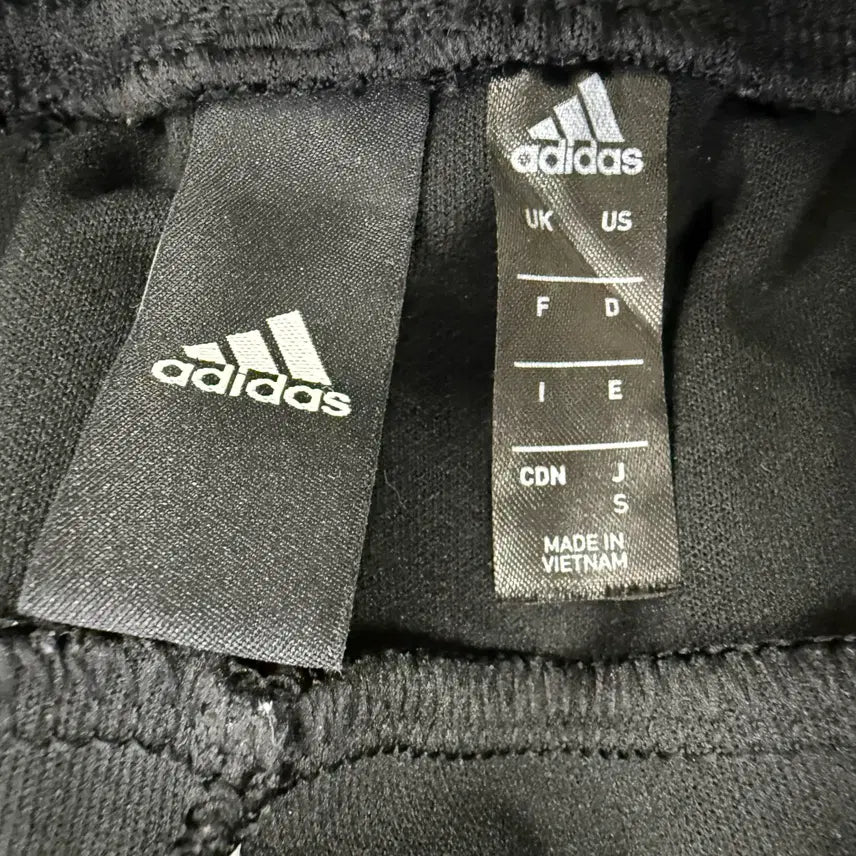 adidas
adidas
UK US
F D
I E
CDN J
S
MADE IN
VIETNAM